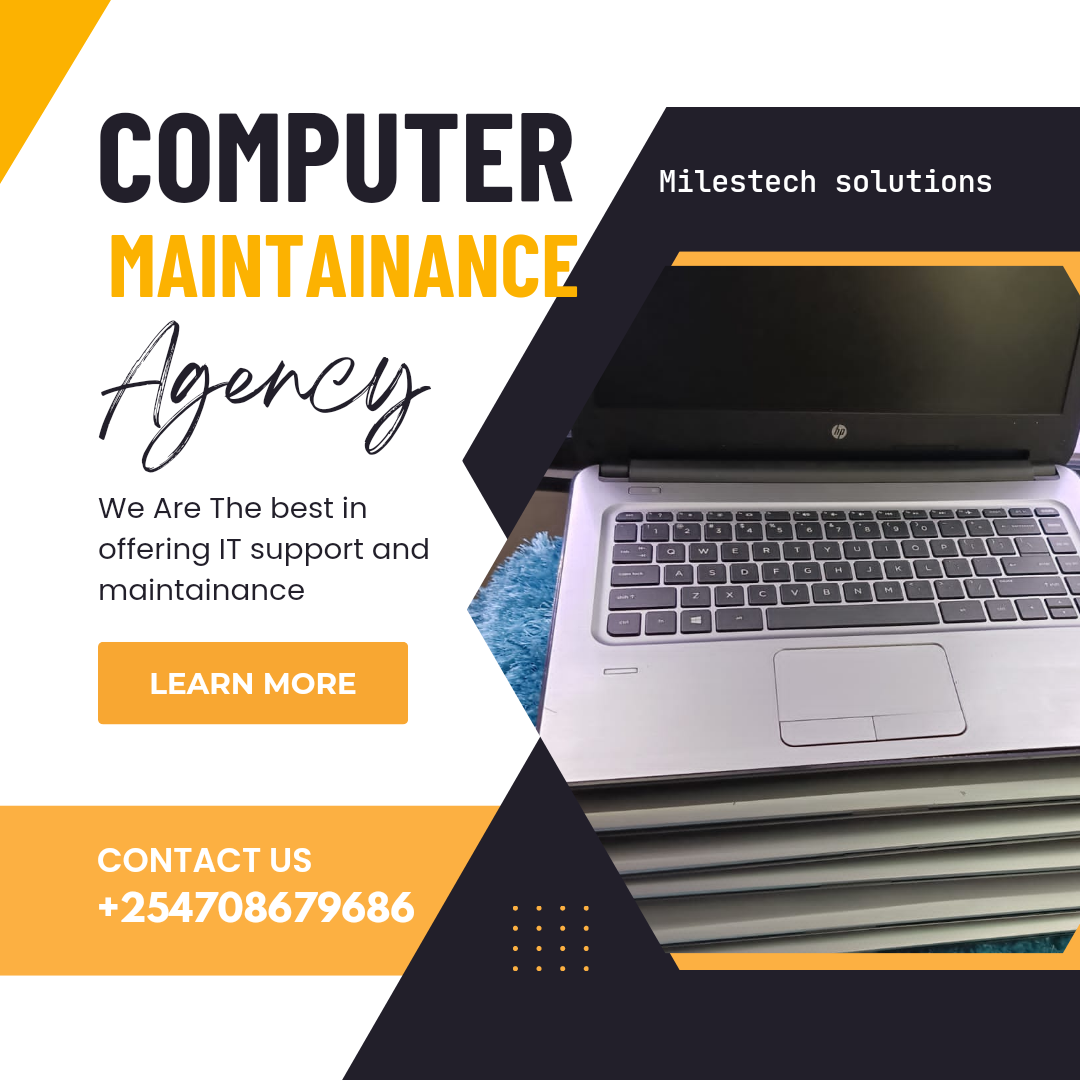 COMPUTER
MAINTAINANCE
Agency
Milestech solutions
We Are The best in
offering IT support and
maintainance
LEARN MORE
CONTACT US
+254708679686
hp
Q W E R T Y U I O P
A S D F G H J K L
Z X C V B N M